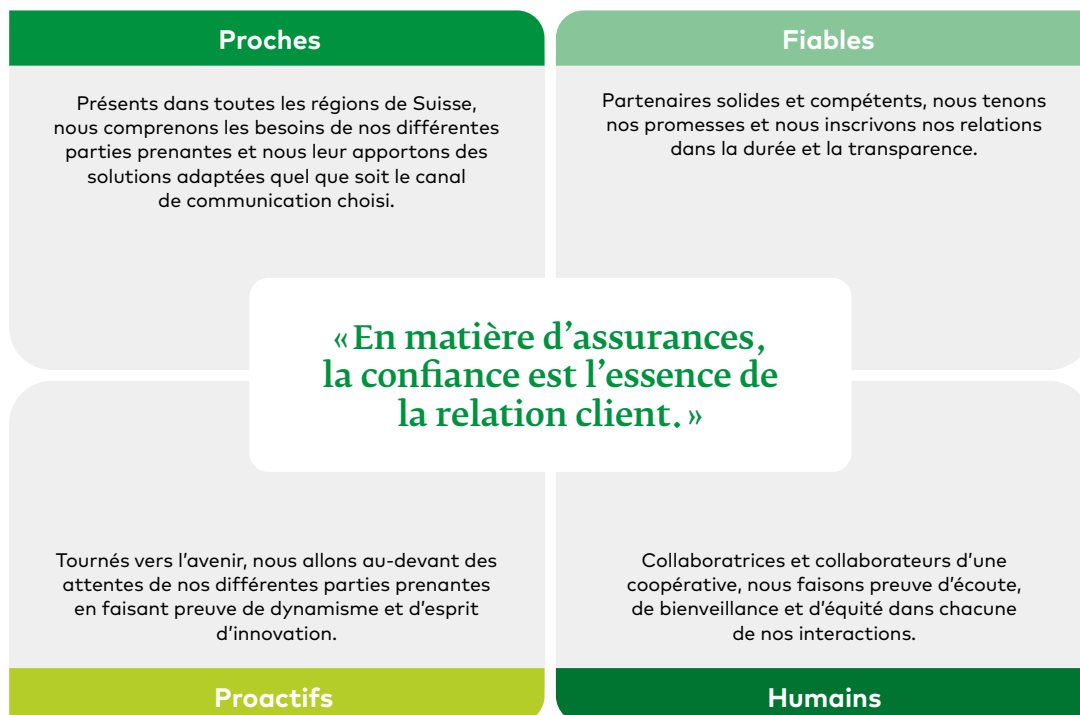 Proches
Présents dans toutes les régions de Suisse,
nous comprenons les besoins de nos différentes
parties prenantes et nous leur apportons des
solutions adaptées quel que soit le canal
de communication choisi.
Fiables
Partenaires solides et compétents, nous tenons
nos promesses et nous inscrivons nos relations
dans la durée et la transparence.
«En matière d’assurances,
la confiance est l’essence de
la relation client.»
Tournés vers l’avenir, nous allons au-devant des
attentes de nos différentes parties prenantes
en faisant preuve de dynamisme et d’esprit
d’innovation.
Proactifs
Collaboratrices et collaborateurs d’une
coopérative, nous faisons preuve d’écoute,
de bienveillance et d’équité dans chacune
de nos interactions.
Humains